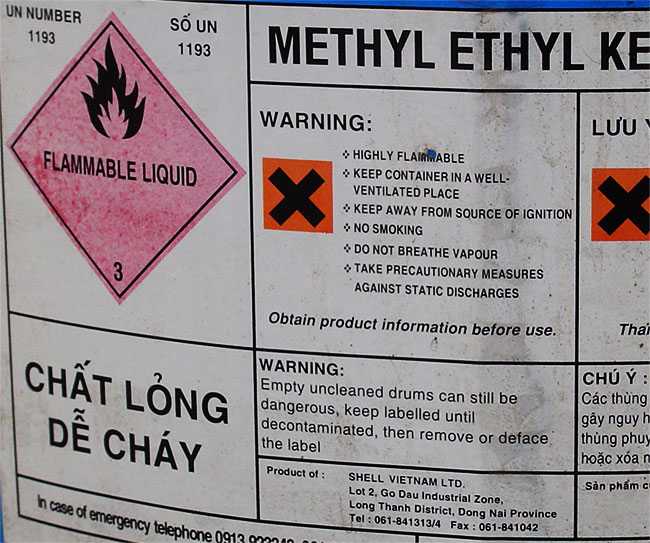 UN NUMBER
1193
SỐ UN
1193
FLAMMABLE LIQUID
3
CHẤT LỎNG
DỄ CHÁY
METHYL ETHYL KE
WARNING:
❖ HIGHLY FLAMMABLE
❖ KEEP CONTAINER IN A WELL-
VENTILATED PLACE
❖ KEEP AWAY FROM SOURCE OF IGNITION
❖ NO SMOKING
❖ DO NOT BREATHE VAPOUR
❖ TAKE PRECAUTIONARY MEASURES
AGAINST STATIC DISCHARGES
Obtain product information before use.
WARNING:
Empty uncleaned drums can still be
dangerous, keep labelled until
decontaminated, then remove or deface
the label
Product of :
SHELL VIETNAM LTD.
Lot 2, Go Dau Industrial Zone,
Long Thanh District, Dong Nai Province
Tel : 061-841313/4 Fax : 061-841042
LƯU Ý
Thà
CHÚ Ý :
Các thùng
gây nguy h
thùng phuy
hoặc xóa n
Sản phẩm c
In case of emergency telephone 0913